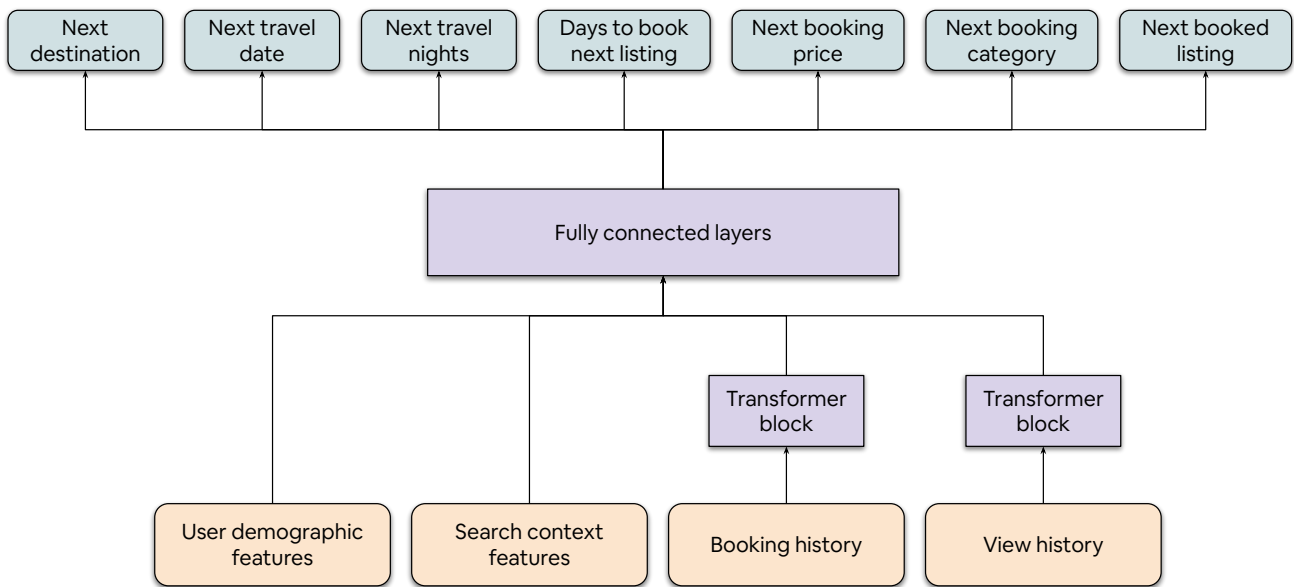 Next
destination
Next travel
date
Next travel
nights
Days to book
next listing
Next booking
price
Next booking
category
Next booked
listing
Fully connected layers
Transformer
block
Transformer
block
User demographic
features
Search context
features
Booking history
View history